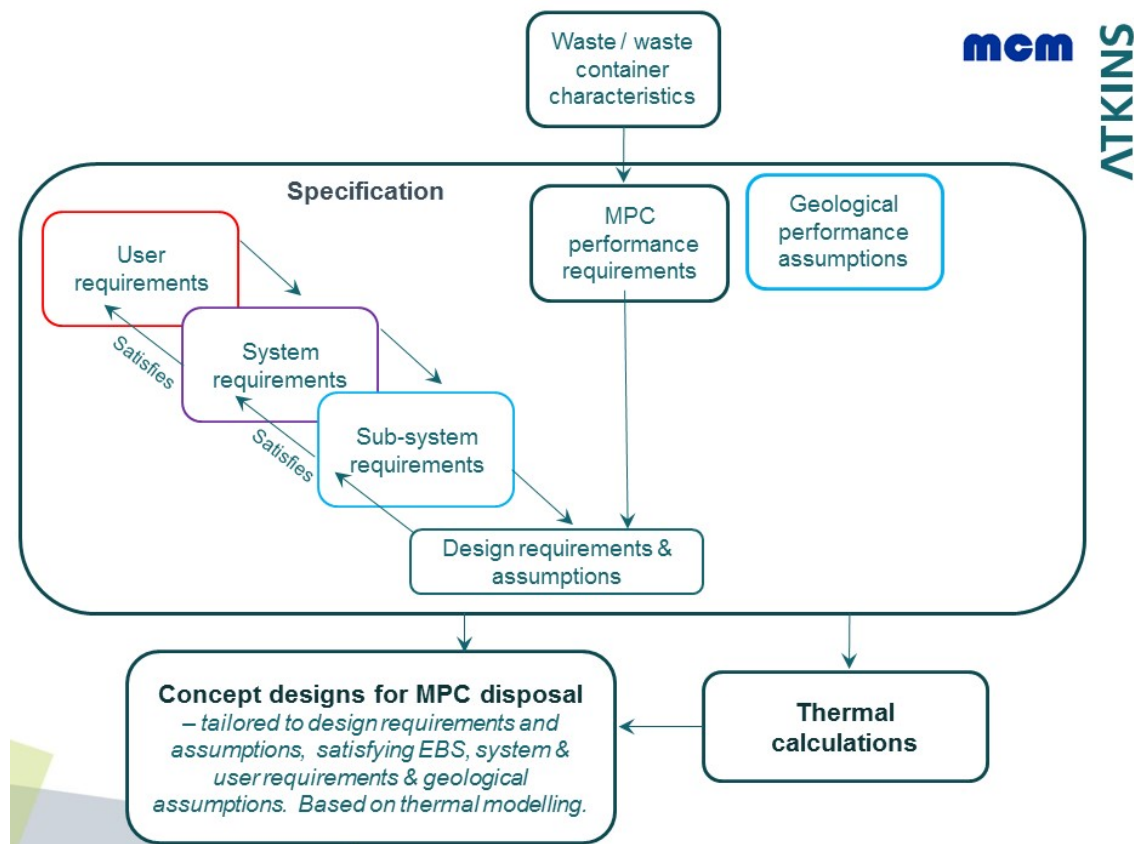 Waste / waste
container
characteristics
mcm
ATKINS
Specification
User
requirements
MPC
performance
requirements
Geological
performance
assumptions
Satisfies
System
requirements
Satisfies
Sub-system
requirements
Design requirements &
assumptions
Concept designs for MPC disposal
– tailored to design requirements and
assumptions, satisfying EBS, system &
user requirements & geological
assumptions. Based on thermal modelling.
Thermal
calculations